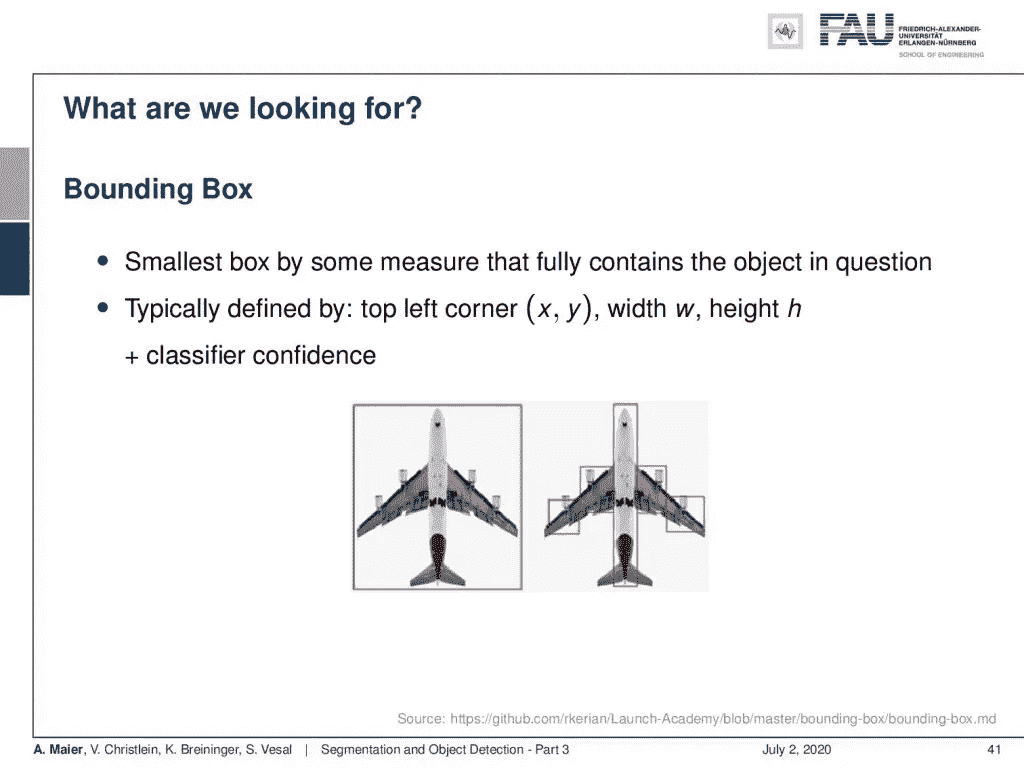 FAU
FRIEDRICH-ALEXANDER-
UNIVERSITÄT
ERLANGEN-NÜRNBERG
SCHOOL OF ENGINEERING
What are we looking for?
Bounding Box
• Smallest box by some measure that fully contains the object in question
• Typically defined by: top left corner (x, y), width w, height h
+ classifier confidence
Source: https://github.com/rkerian/Launch-Academy/blob/master/bounding-box/bounding-box.md
A. Maier, V. Christlein, K. Breininger, S. Vesal | Segmentation and Object Detection - Part 3 July 2, 2020 41